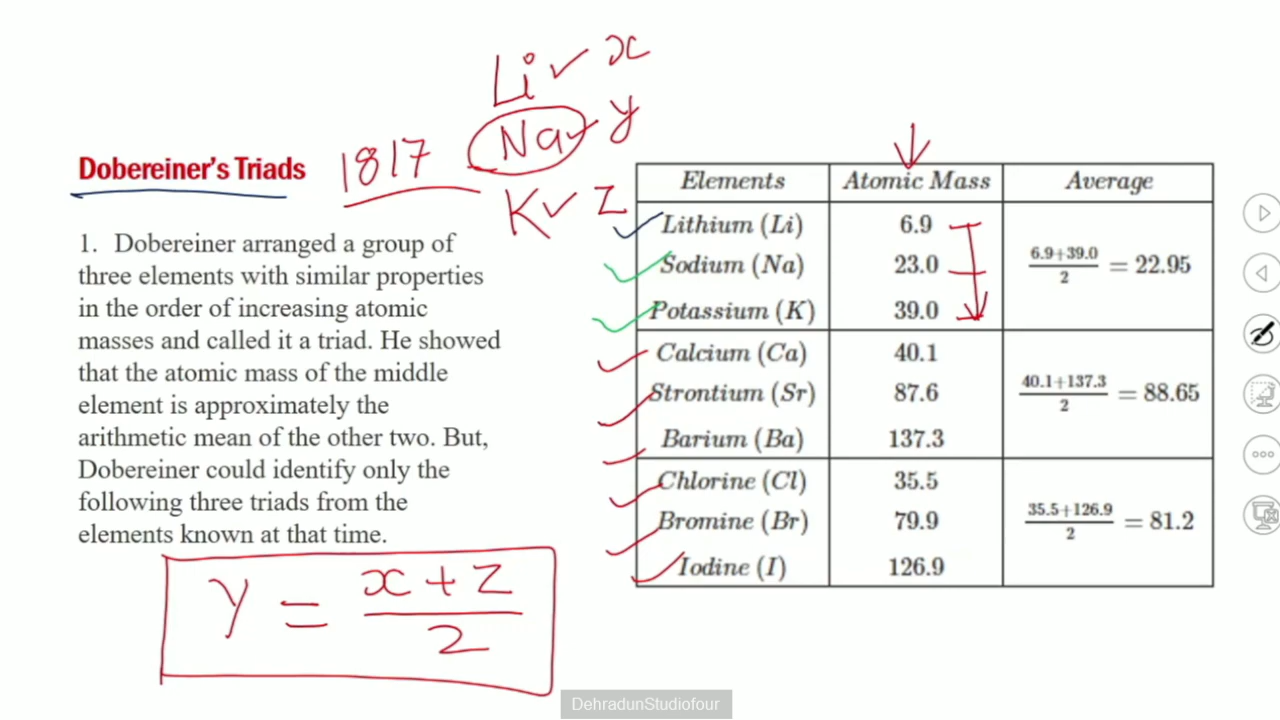 Li ✓ x
Na y
K ✓ z
Dobereiner's Triads 1817
1. Dobereiner arranged a group of
three elements with similar properties
in the order of increasing atomic
masses and called it a triad. He showed
that the atomic mass of the middle
element is approximately the
arithmetic mean of the other two. But,
Dobereiner could identify only the
following three triads from the
elements known at that time.
y = x+z/2
Elements Atomic Mass Average
Lithium (Li) 6.9
Sodium (Na) 23.0 6.9+39.0/2 = 22.95
Potassium (K) 39.0
Calcium (Ca) 40.1
Strontium (Sr) 87.6 40.1+137.3/2 = 88.65
Barium (Ba) 137.3
Chlorine (Cl) 35.5
Bromine (Br) 79.9 35.5+126.9/2 = 81.2
Iodine (I) 126.9
DehradunStudiofour